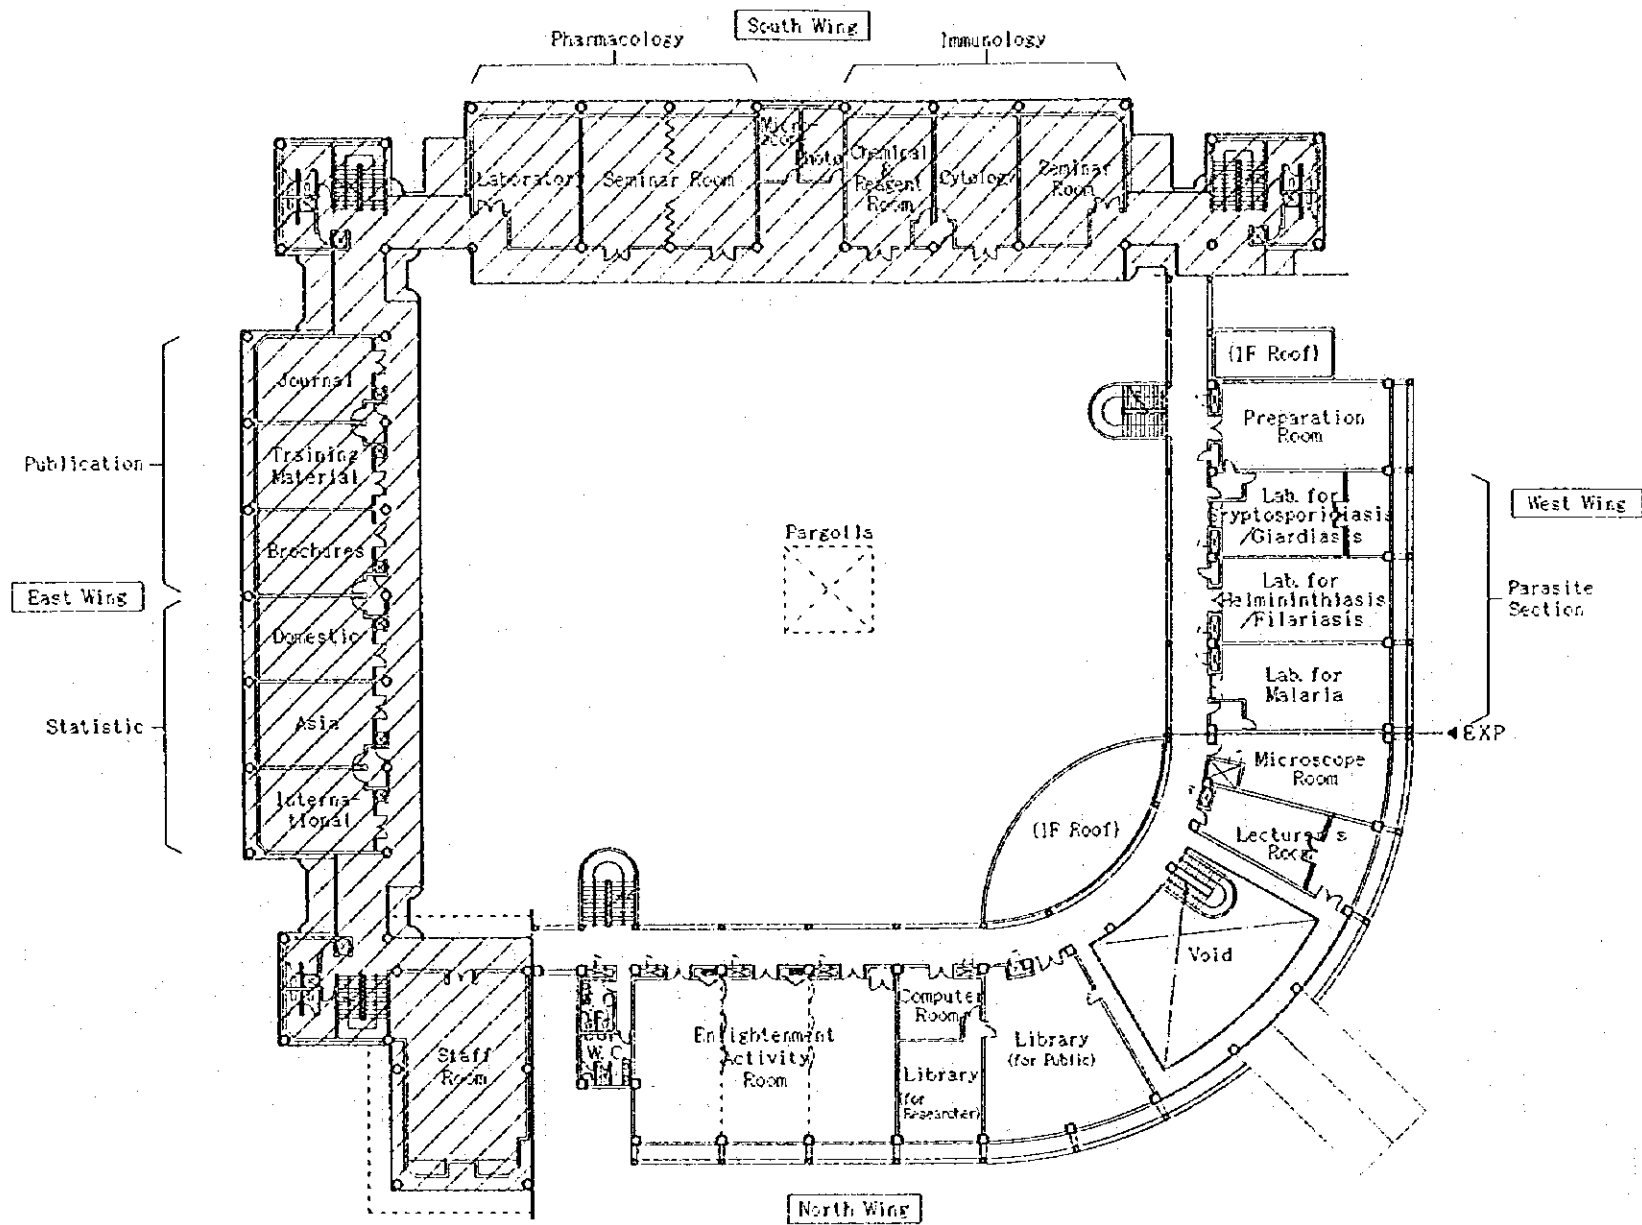 South Wing
Pharmacology
Immunology
Micro-
scope
Photo
Chemical
&
Reagent
Room
Laboratory
Seminar Room
Cytology
Zeminar
Room
(1F Roof)
Journal
Preparation
Room
Publication
Training
Material
Lab. for
Cryptosporidiasis
/Giardiasis
West Wing
Pargolla
Brochures
East Wing
Lab. for
Helmininthiasis
/Filariasis
Parasite
Section
Domestic
Lab. for
Malaria
Statistic
Asia
EXP
Microscope
Room
Interna-
tional
(1F Roof)
Lecturer's
Room
Void
Computer
Room
Enlightenment
Activity
Room
Library
(for Public)
W.C
Staff
Room
Library
(for
Researcher)
North Wing